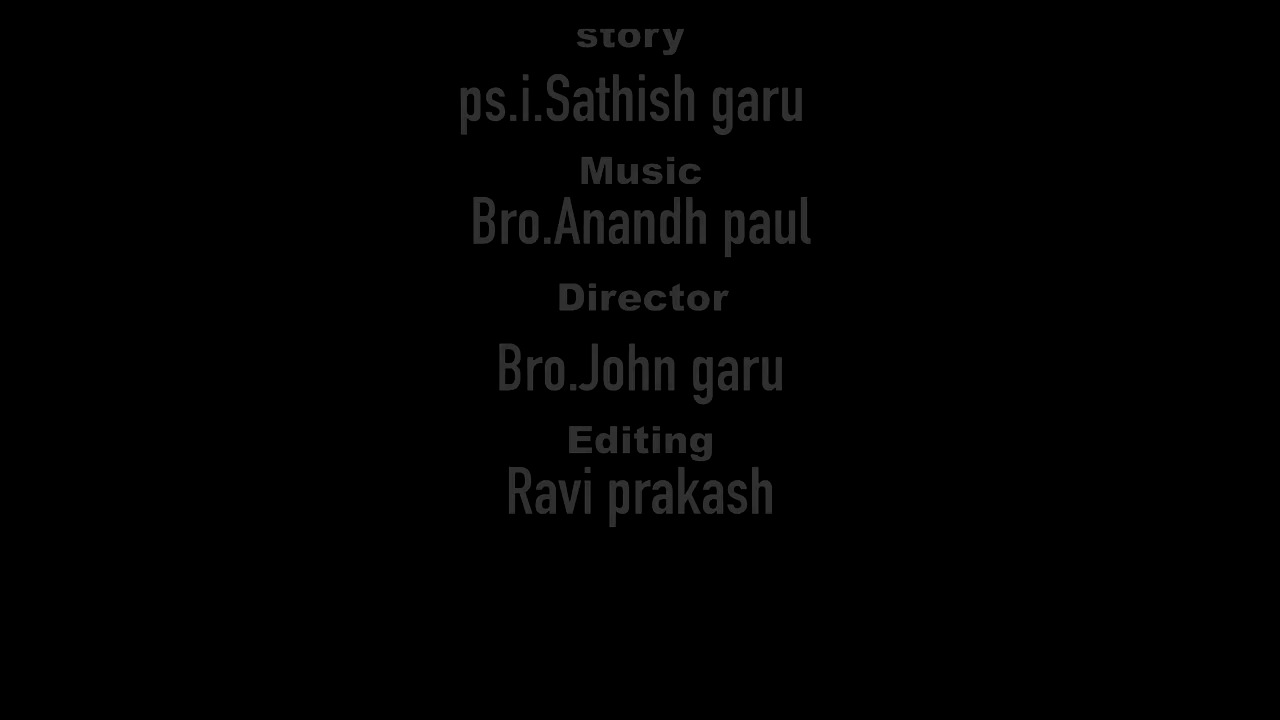 story
ps.i.Sathish garu
Music
Bro.Anandh paul
Director
Bro.John garu
Editing
Ravi prakash